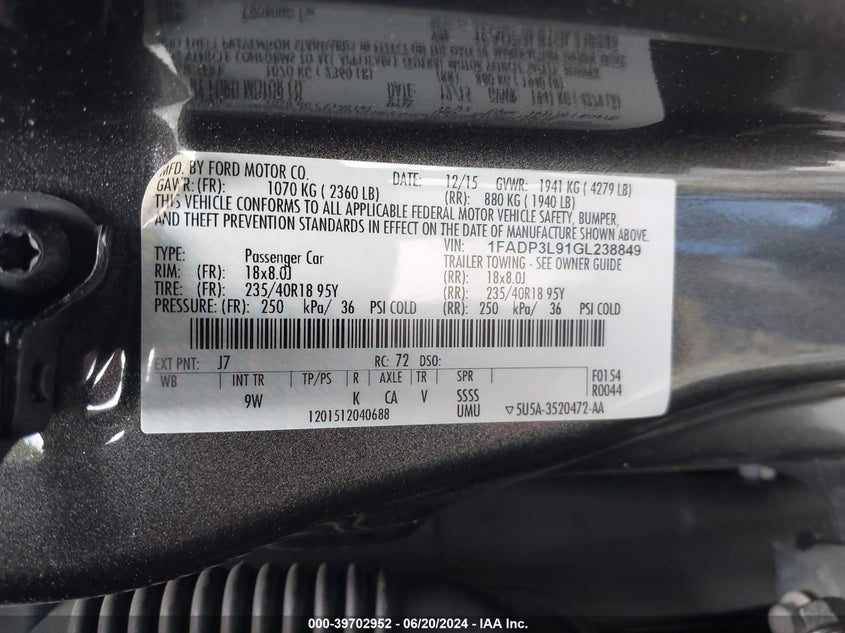 MFD. BY FORD MOTOR CO. DATE: 12/15 GVWR: 1941 KG ( 4279 LB)
GAWR: (FR): 1070 KG ( 2360 LB) (RR): 880 KG ( 1940 LB)
THIS VEHICLE CONFORMS TO ALL APPLICABLE FEDERAL MOTOR VEHICLE SAFETY, BUMPER,
AND THEFT PREVENTION STANDARDS IN EFFECT ON THE DATE OF MANUFACTURE SHOWN ABOVE.
VIN: 1FADP3L91GL238849
TYPE: Passenger Car TRAILER TOWING - SEE OWNER GUIDE
RIM: (FR): 18x8.0J (RR): 18x8.0J
TIRE: (FR): 235/40R18 95Y (RR): 235/40R18 95Y
PRESSURE: (FR): 250 kPa/ 36 PSI COLD (RR): 250 kPa/ 36 PSI COLD
EXT PNT: J7 RC: 72 DSO:
WB INT TR TP/PS R AXLE TR SPR F0154
9W K CA V SSSS R0044
1201512040688 UMU ▽5U5A-3520472-AA
000-39702952 - 06/20/2024 - IAA Inc.